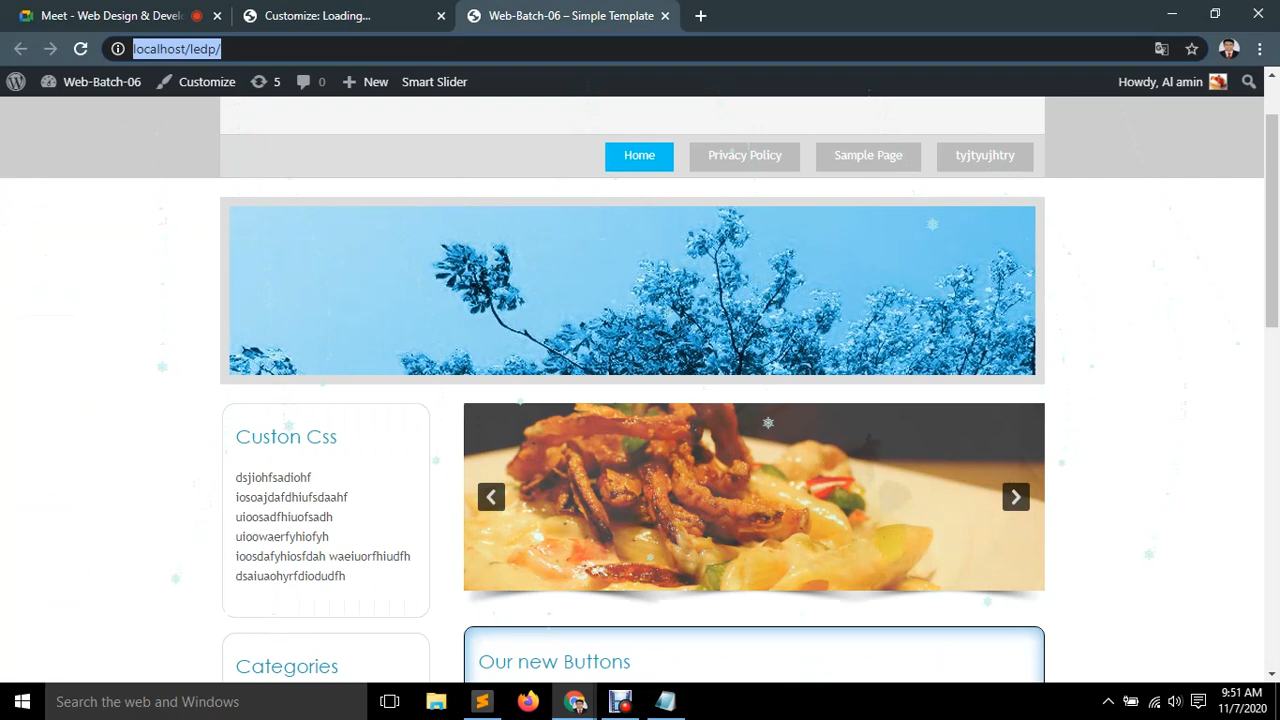 Meet - Web Design & Develo
Customize: Loading...
Web-Batch-06 – Simple Template
localhost/ledp/
Web-Batch-06
Customize
5
0
New
Smart Slider
Howdy, Al amin
Home
Privacy Policy
Sample Page
tyjtyujhtry
Custon Css
dsjiohfsadiohf
iosoajdafdhiufsdaahf
uioosadfhiuofsadh
uioowaerfyhiofyh
ioosdafyhiosfdah waeiuorfhiudfh
dsaiuaohyrfdiodudfh
Categories
Our new Buttons
Search the web and Windows
9:51 AM
11/7/2020